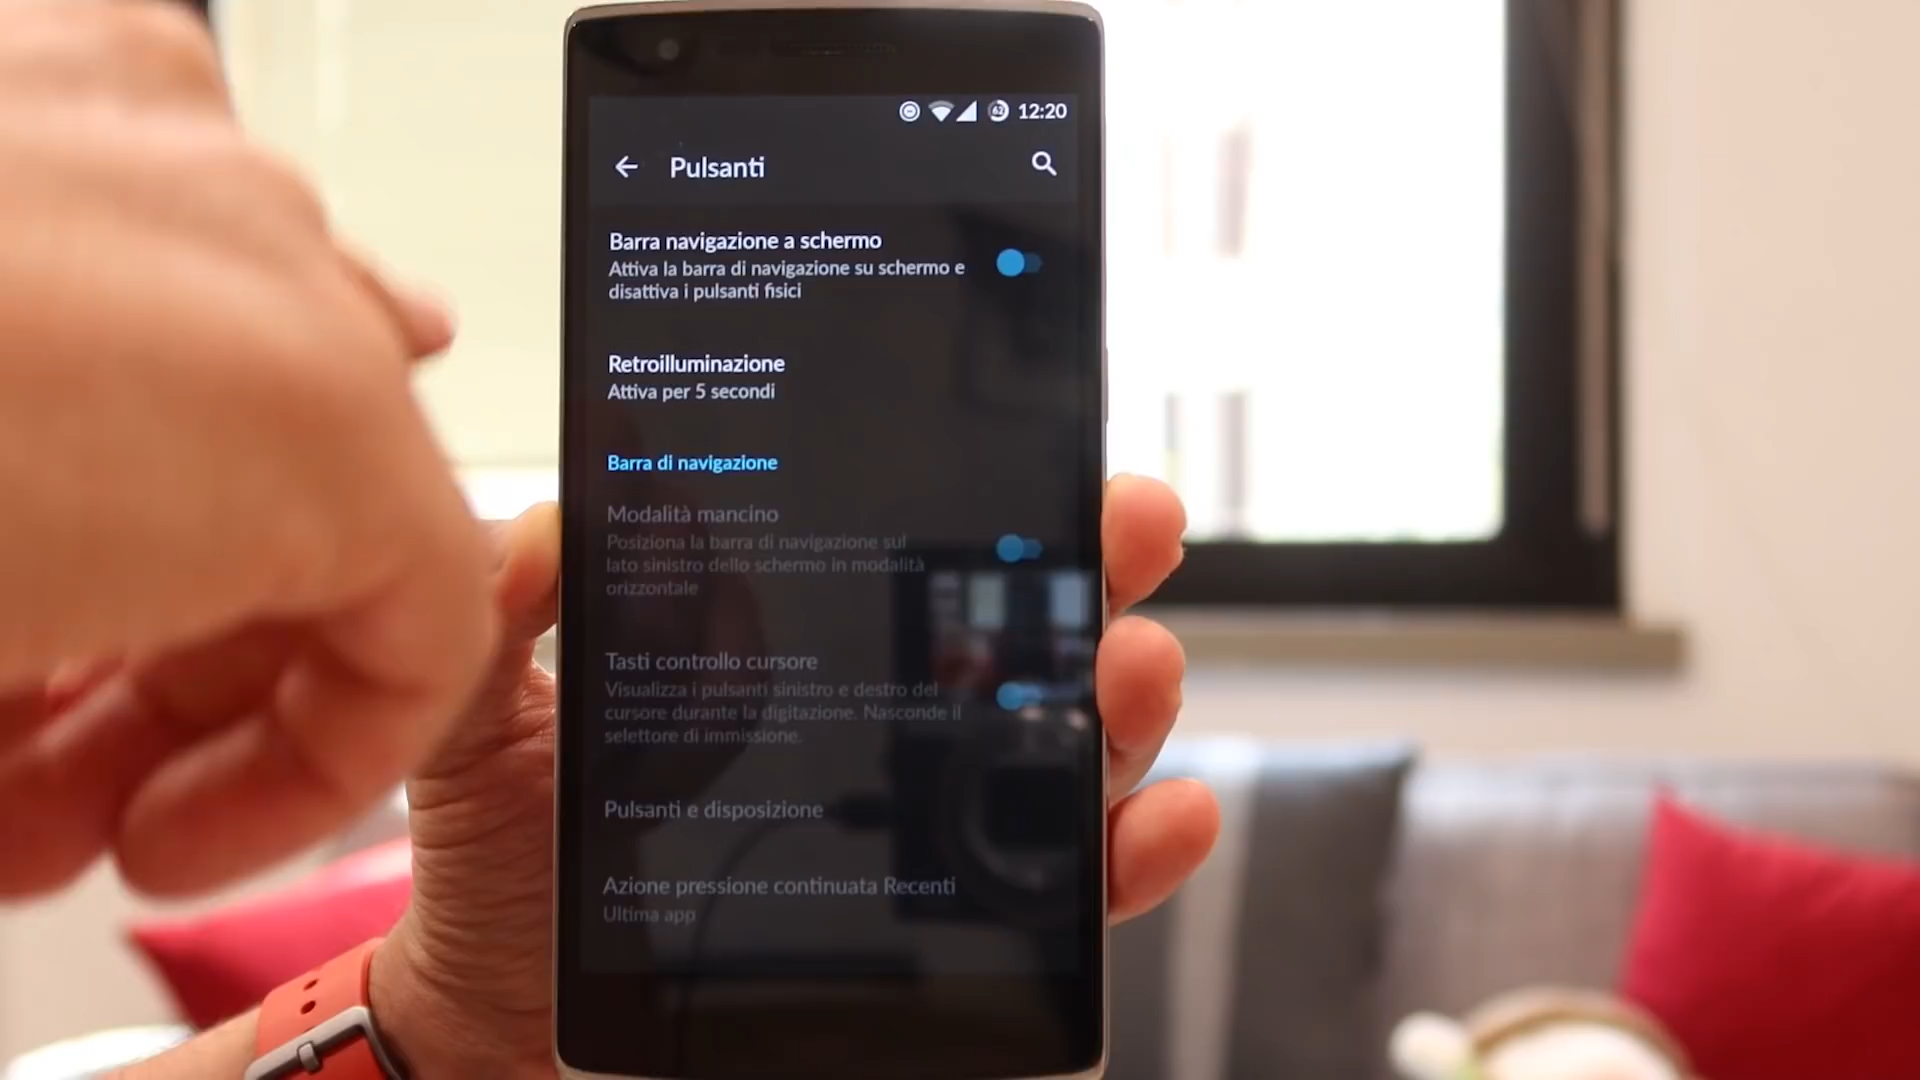 62 12:20
Pulsanti
Barra navigazione a schermo
Attiva la barra di navigazione su schermo e
disattiva i pulsanti fisici
Retroilluminazione
Attiva per 5 secondi
Barra di navigazione
Modalità mancino
Posiziona la barra di navigazione sul
lato sinistro dello schermo in modalità
orizzontale
Tasti controllo cursore
Visualizza i pulsanti sinistro e destro del
cursore durante la digitazione. Nasconde il
selettore di immissione.
Pulsanti e disposizione
Azione pressione continuata Recenti
Ultima app